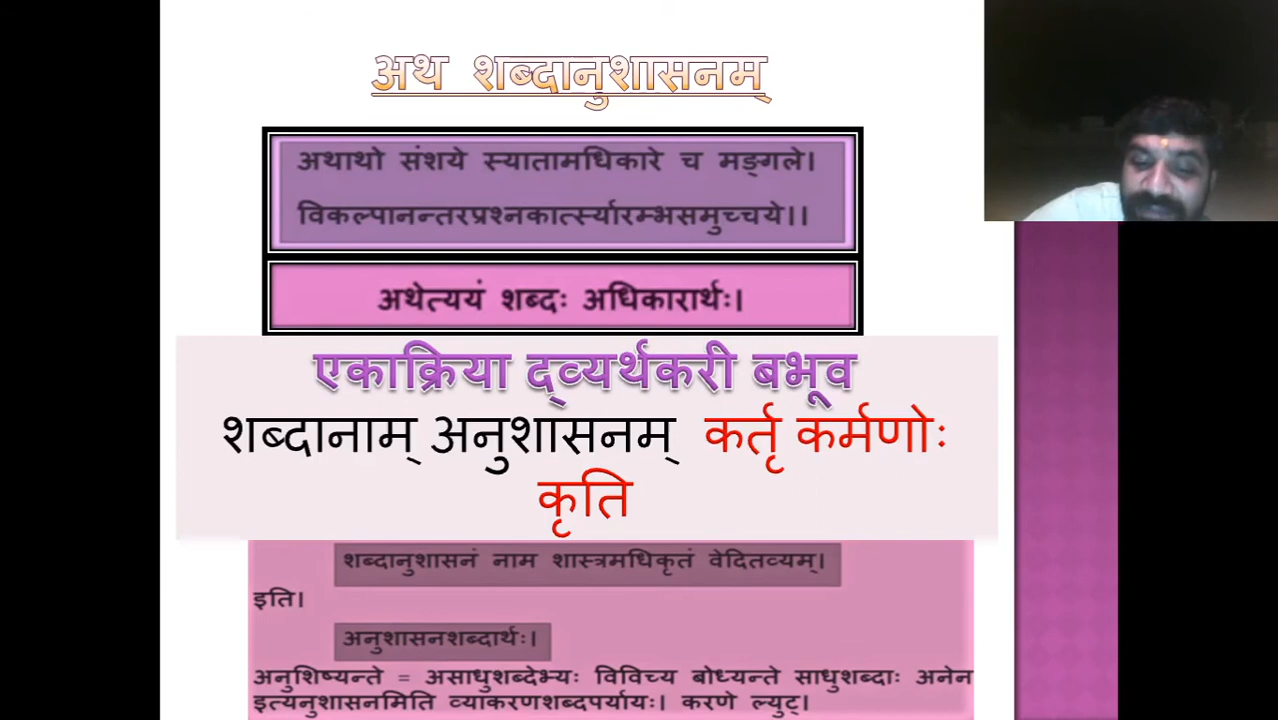 अथ शब्दानुशासनम्
अथाथो संशये स्यातामधिकारे च मङ्गले।
विकल्पानन्तरप्रश्नकार्त्स्यारम्भसमुच्चये।।
अथेत्ययं शब्दः अधिकारार्थः।
एकाक्रिया द्व्यर्थकरी बभूव
शब्दानाम् अनुशासनम् कर्तृ कर्मणोः
कृति
शब्दानुशासनं नाम शास्त्रमधिकृतं वेदितव्यम्।
इति।
अनुशासनशब्दार्थः।
अनुशिष्यन्ते = असाधुशब्देभ्यः विविच्य बोध्यन्ते साधुशब्दाः अनेन
इत्यनुशासनमिति व्याकरणशब्दपर्यायः। करणे ल्युट्।